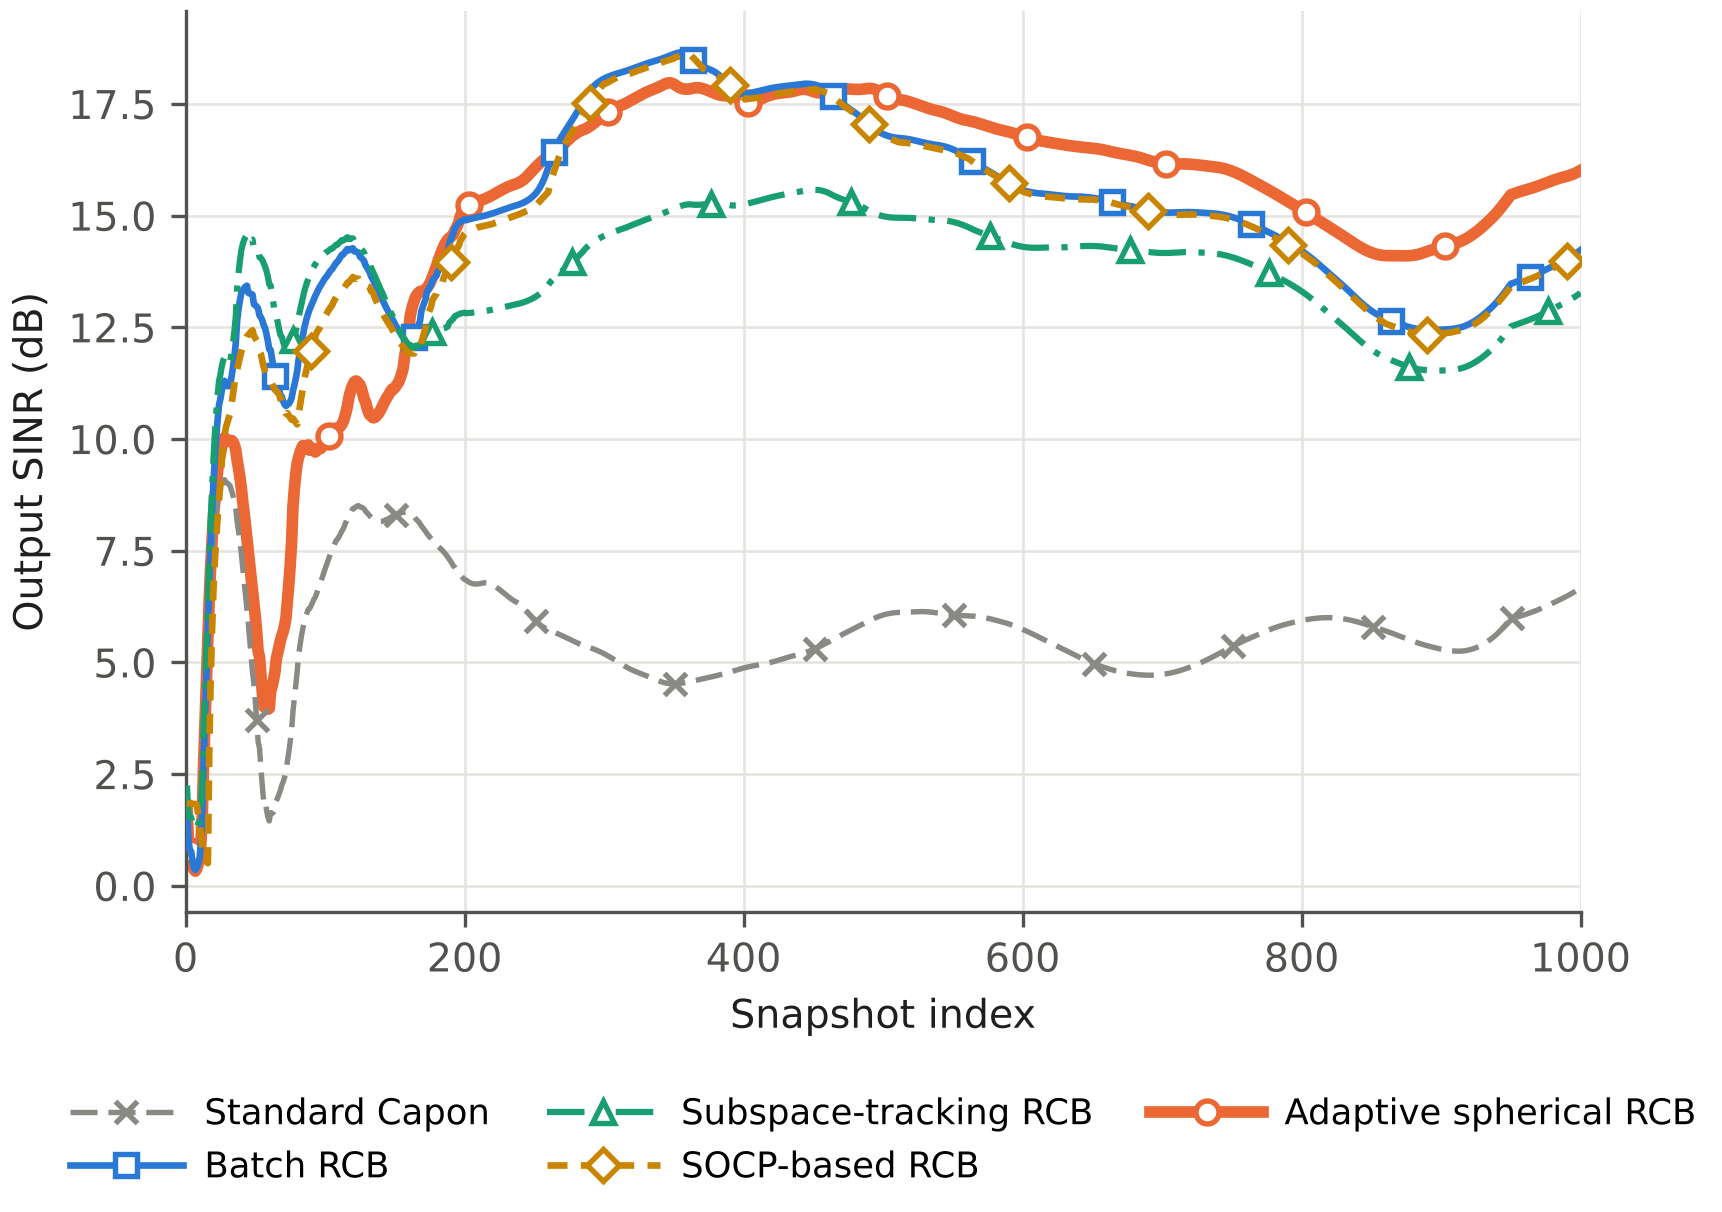 Output SINR (dB)
17.5
15.0
12.5
10.0
7.5
5.0
2.5
0.0
0 200 400 600 800 1000
Snapshot index
Standard Capon Subspace-tracking RCB Adaptive spherical RCB
Batch RCB SOCP-based RCB